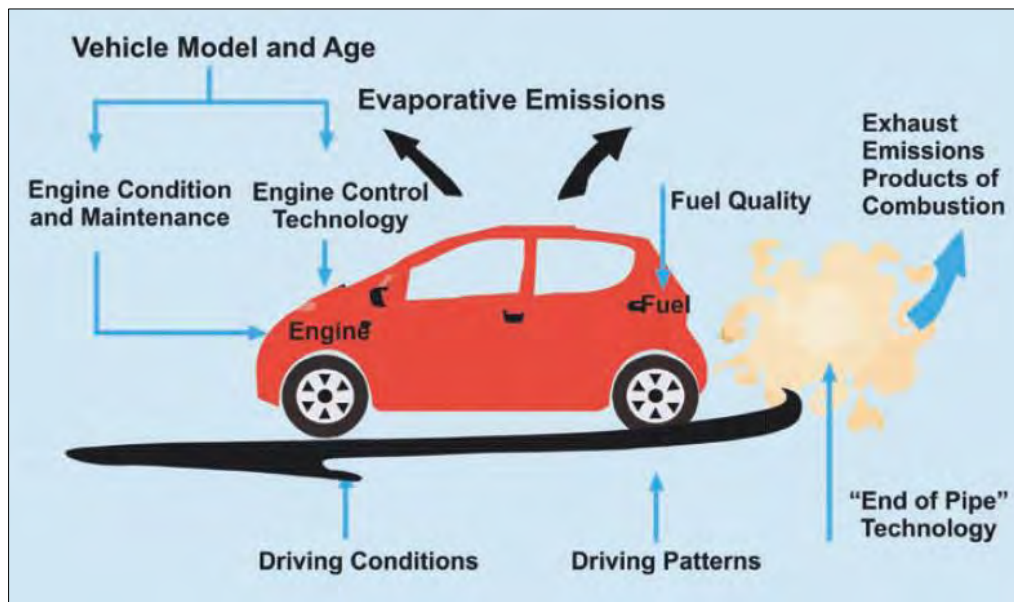 Vehicle Model and Age
Evaporative Emissions
Exhaust
Emissions
Products of
Combustion
Engine Condition
and Maintenance
Engine Control
Technology
Fuel Quality
Engine
Fuel
"End of Pipe"
Technology
Driving Conditions
Driving Patterns